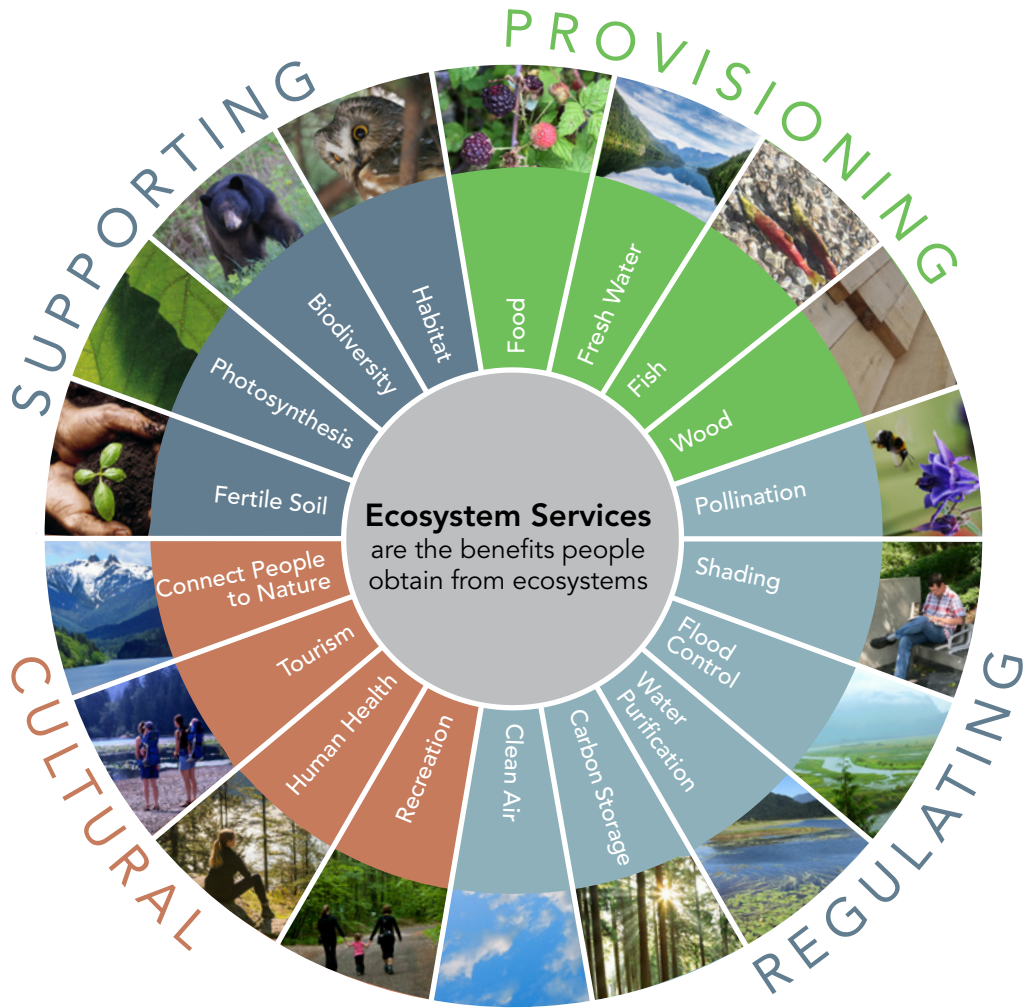 PROVISIONING
Food
Fresh Water
Fish
Wood
REGULATING
Pollination
Shading
Flood
Control
Water
Purification
Carbon Storage
Clean Air
CULTURAL
Recreation
Human Health
Tourism
Connect People
to Nature
SUPPORTING
Fertile Soil
Photosynthesis
Biodiversity
Habitat
Ecosystem Services
are the benefits people
obtain from ecosystems